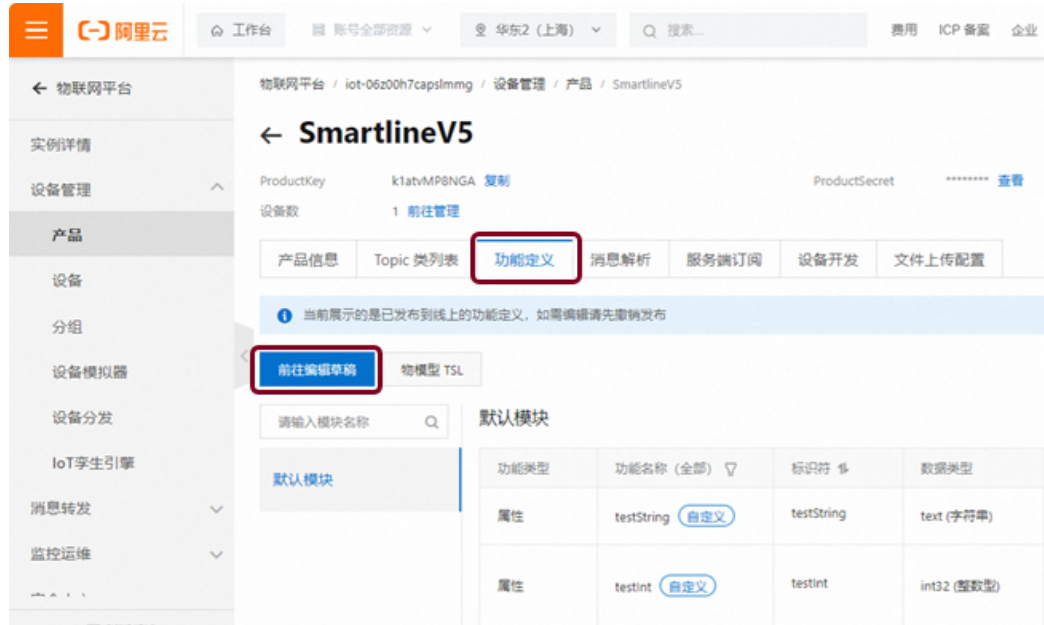 阿里云 工作台 账号全部资源 华东2（上海） 搜索... 费用 ICP 备案 企业
物联网平台
物联网平台 / iot-06z00h7capslmmg / 设备管理 / 产品 / SmartlineV5
实例详情
SmartlineV5
设备管理
ProductKey k1atvMP8NGA 复制 ProductSecret ******** 查看
设备数 1 前往管理
产品
产品信息 Topic 类列表 功能定义 消息解析 服务端订阅 设备开发 文件上传配置
设备
当前展示的是已发布到线上的功能定义，如需编辑请先撤销发布
分组
设备模拟器
前往编辑草稿 物模型 TSL
设备分发
请输入模块名称 默认模块
IoT孪生引擎
默认模块
功能类型 功能名称（全部） 标识符 数据类型
消息转发
属性 testString 自定义 testString text (字符串)
监控运维
属性 testInt 自定义 testInt int32 (整数型)